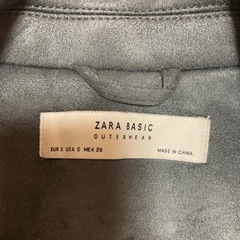 ZARA BASIC
OUTERWEAR
EUR S USA S MEX 26
MADE IN
CHINA